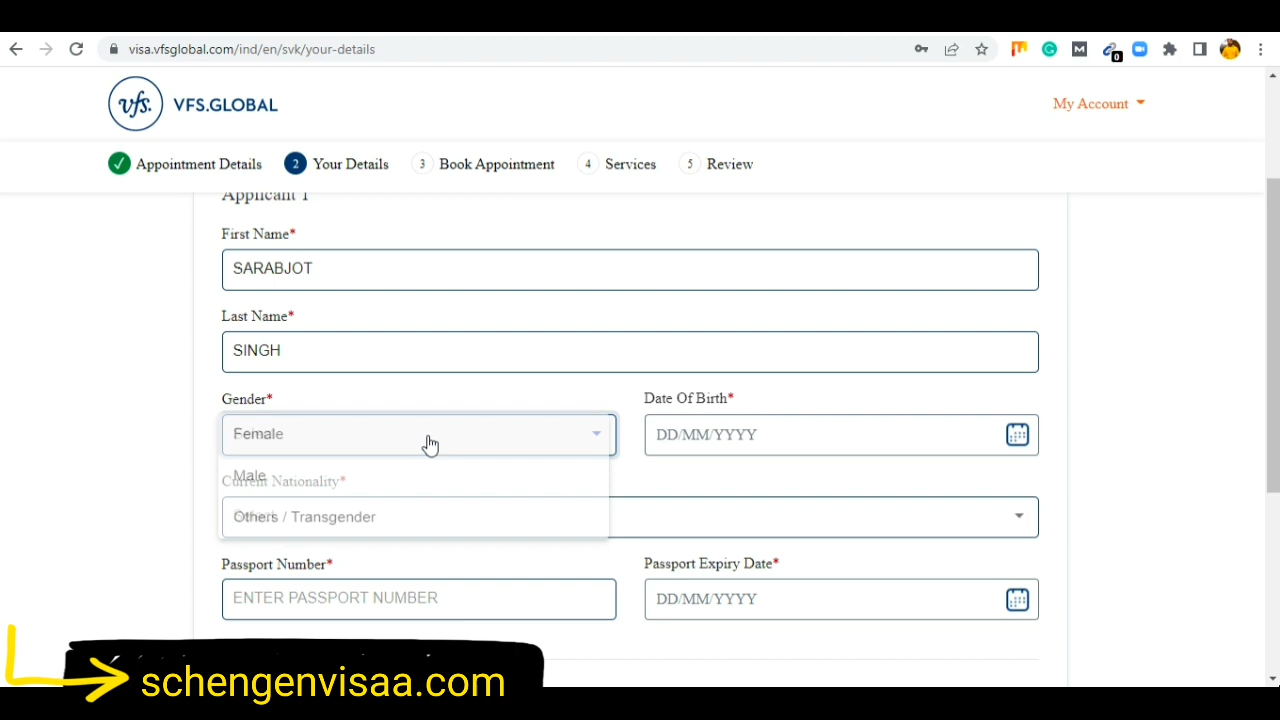 visa.vfsglobal.com/ind/en/svk/your-details
0
vfs. VFS.GLOBAL
My Account
✓ Appointment Details 2 Your Details 3 Book Appointment 4 Services 5 Review
Applicant 1
First Name*
SARABJOT
Last Name*
SINGH
Gender* Date Of Birth*
Female DD/MM/YYYY
Male
Current Nationality*
Others / Transgender
Passport Number* Passport Expiry Date*
ENTER PASSPORT NUMBER DD/MM/YYYY
schengenvisaa.com